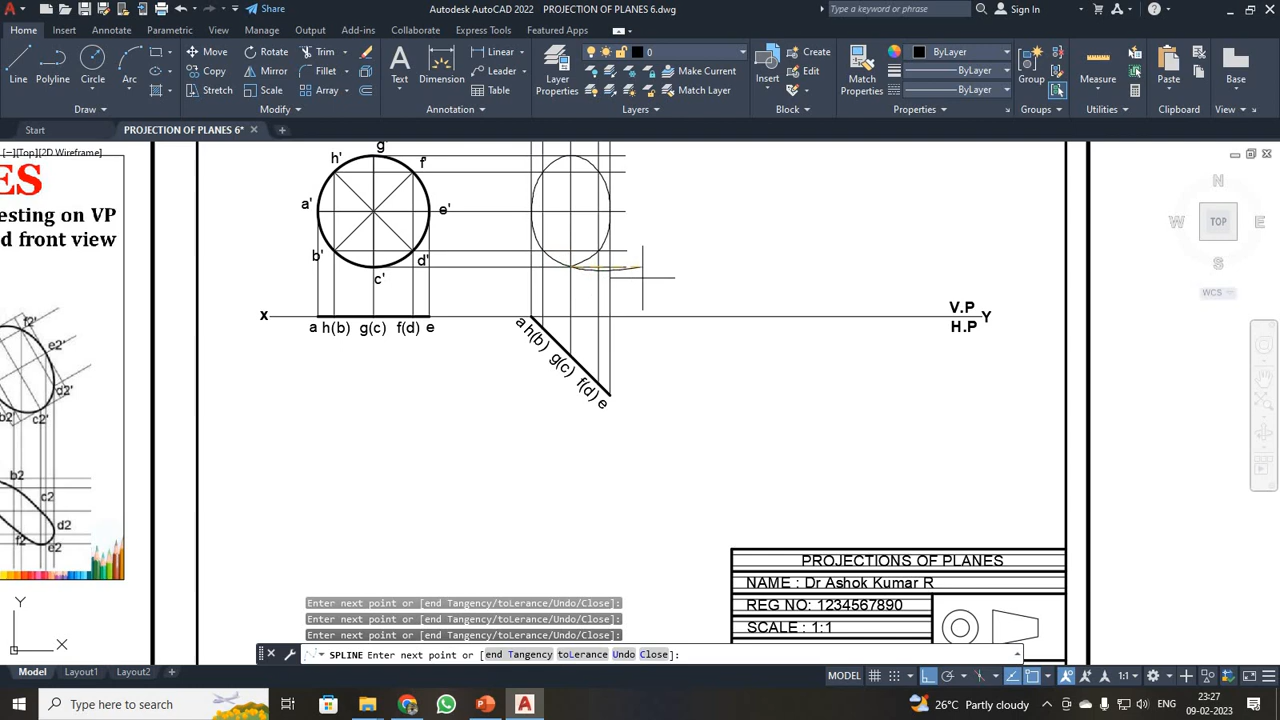 Autodesk AutoCAD 2022 PROJECTION OF PLANES 6.dwg
Type a keyword or phrase
Sign In
Home Insert Annotate Parametric View Manage Output Add-ins Collaborate Express Tools Featured Apps
Line Polyline Circle Arc
Move Rotate Trim
Copy Mirror Fillet
Stretch Scale Array
Text Dimension
Linear
Leader
Table
Layer Properties
0
Make Current
Match Layer
Insert
Create
Edit
Match Properties
ByLayer
ByLayer
ByLayer
Group
Measure
Paste
Base
Draw Modify Annotation Layers Block Properties Groups Utilities Clipboard View
Start PROJECTION OF PLANES 6*
[−][Top][2D Wireframe]
ES
esting on VP
d front view
f2'
e2'
d2'
b2' c2'
b2
c2
d2
f2
e2
g'
h' f'
a' e'
b' d'
c'
X Y
V.P
H.P
a h(b) g(c) f(d) e
a h(b) g(c) f(d) e
N
W TOP E
S
WCS
PROJECTIONS OF PLANES
NAME : Dr Ashok Kumar R
REG NO: 1234567890
SCALE : 1:1
Y
X
Enter next point or [end Tangency/toLerance/Undo/Close]:
Enter next point or [end Tangency/toLerance/Undo/Close]:
Enter next point or [end Tangency/toLerance/Undo/Close]:
SPLINE Enter next point or [end Tangency toLerance Undo Close]:
Model Layout1 Layout2
MODEL 1:1
Type here to search
26°C Partly cloudy
ENG
23:27
09-02-2023